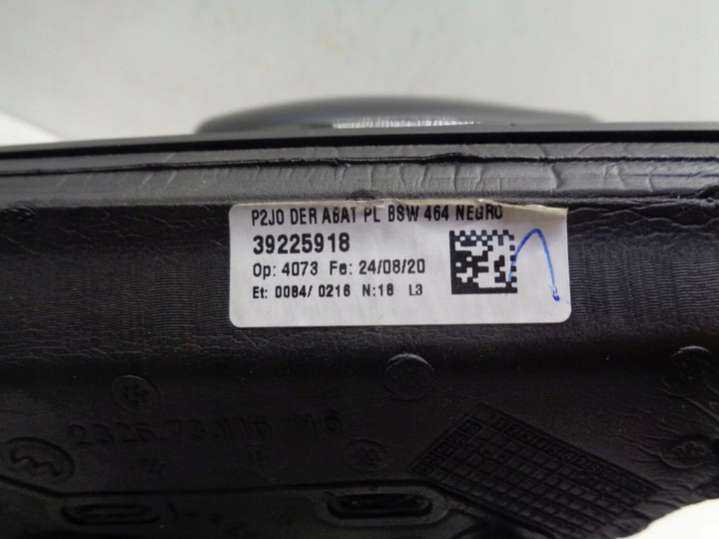 P2JO DER ABAT PL BSW 464 NEGRO
39225918
Op: 4073 Fe: 24/08/20
Et: 0084/ 0216 N:18 L3